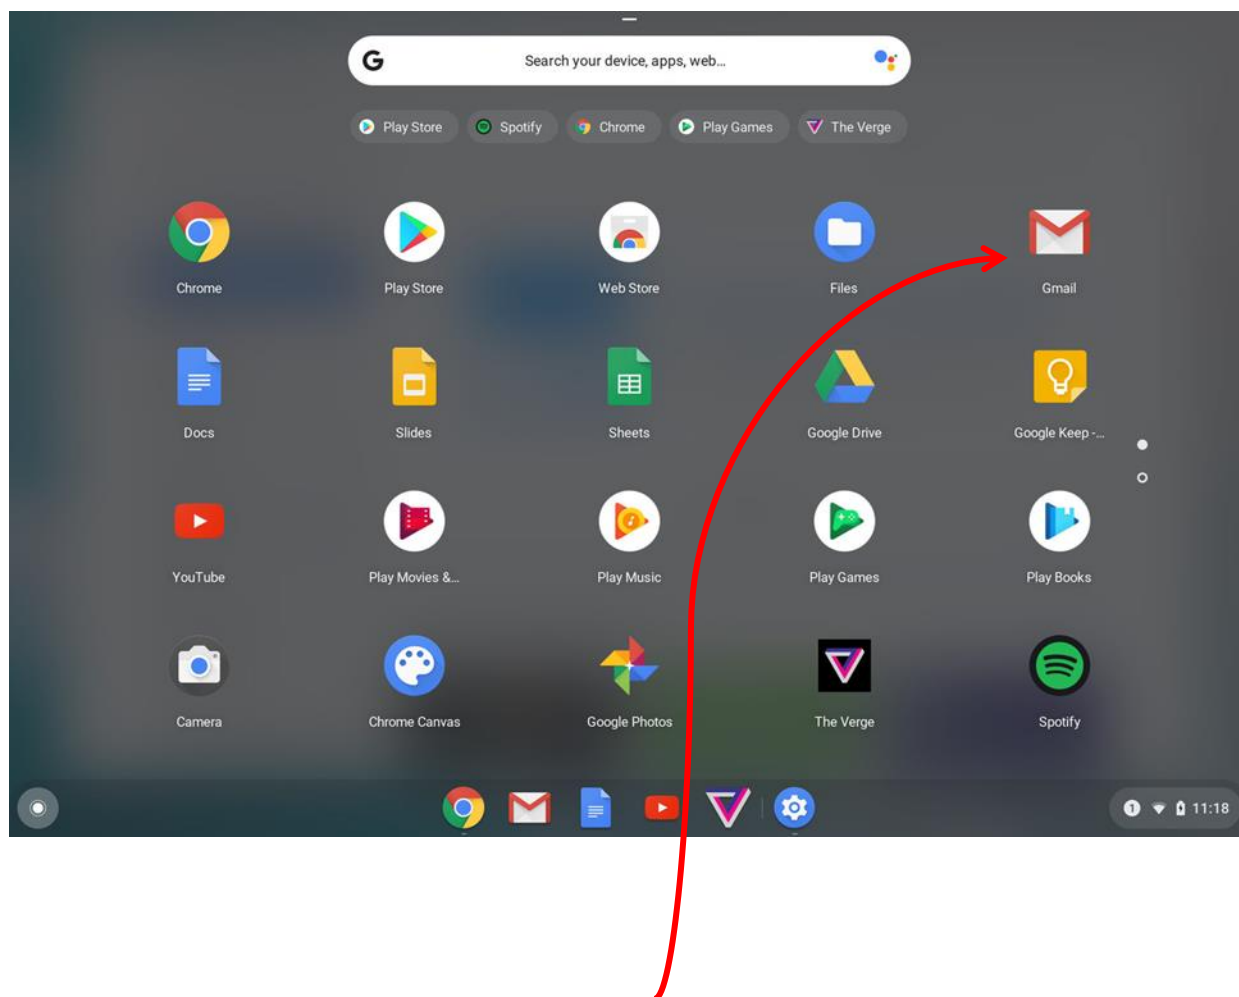 Search your device, apps, web...
Play Store Spotify Chrome Play Games The Verge
Chrome Play Store Web Store Files Gmail
Docs Slides Sheets Google Drive Google Keep -...
YouTube Play Movies &... Play Music Play Games Play Books
Camera Chrome Canvas Google Photos The Verge Spotify
1 11:18